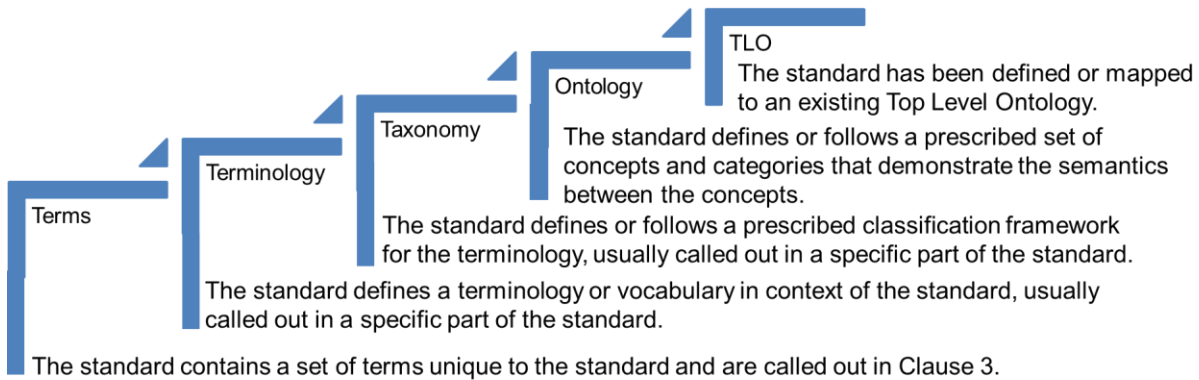 TLO
The standard has been defined or mapped
to an existing Top Level Ontology.
Ontology
The standard defines or follows a prescribed set of
concepts and categories that demonstrate the semantics
between the concepts.
Taxonomy
The standard defines or follows a prescribed classification framework
for the terminology, usually called out in a specific part of the standard.
Terminology
The standard defines a terminology or vocabulary in context of the standard, usually
called out in a specific part of the standard.
Terms
The standard contains a set of terms unique to the standard and are called out in Clause 3.